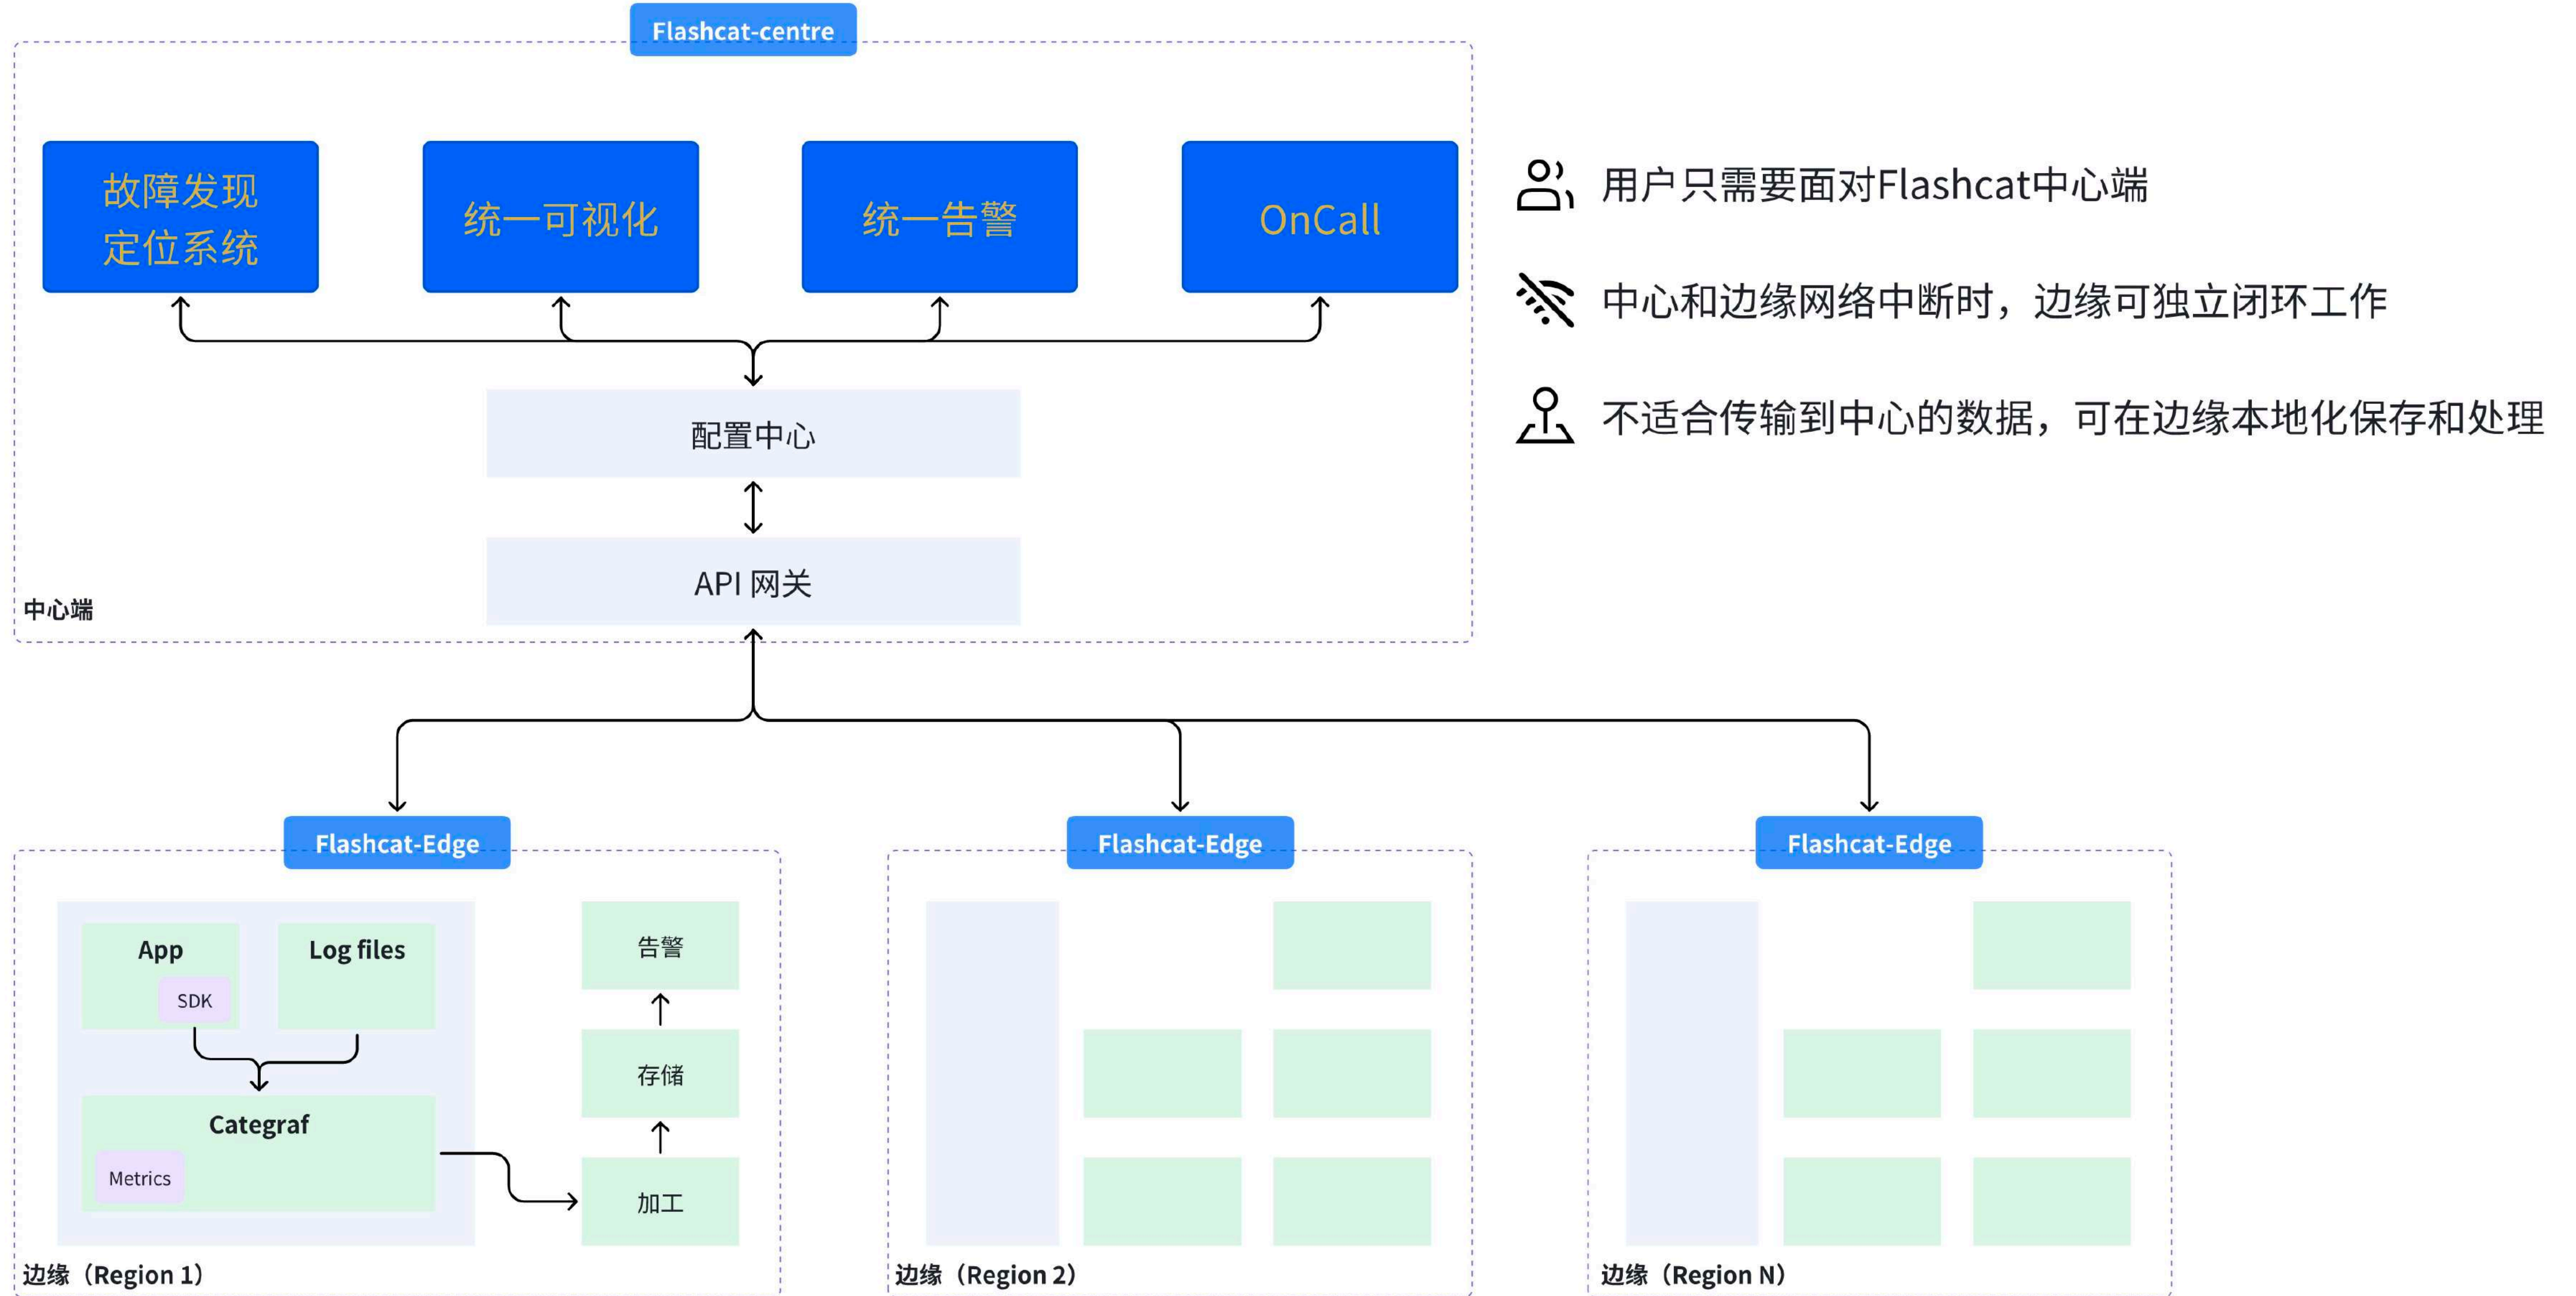 Flashcat-centre
故障发现
定位系统
统一可视化
统一告警
OnCall
配置中心
API 网关
中心端
用户只需要面对Flashcat中心端
中心和边缘网络中断时，边缘可独立闭环工作
不适合传输到中心的数据，可在边缘本地化保存和处理
Flashcat-Edge
App
SDK
Log files
Categraf
Metrics
告警
存储
加工
边缘（Region 1）
Flashcat-Edge
边缘（Region 2）
Flashcat-Edge
边缘（Region N）